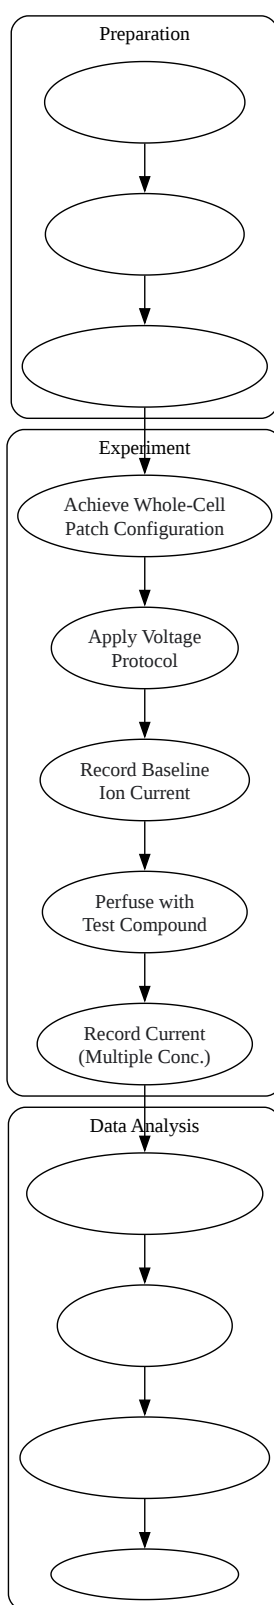 Preparation
Experiment
Achieve Whole-Cell
Patch Configuration
Apply Voltage
Protocol
Record Baseline
Ion Current
Perfuse with
Test Compound
Record Current
(Multiple Conc.)
Data Analysis